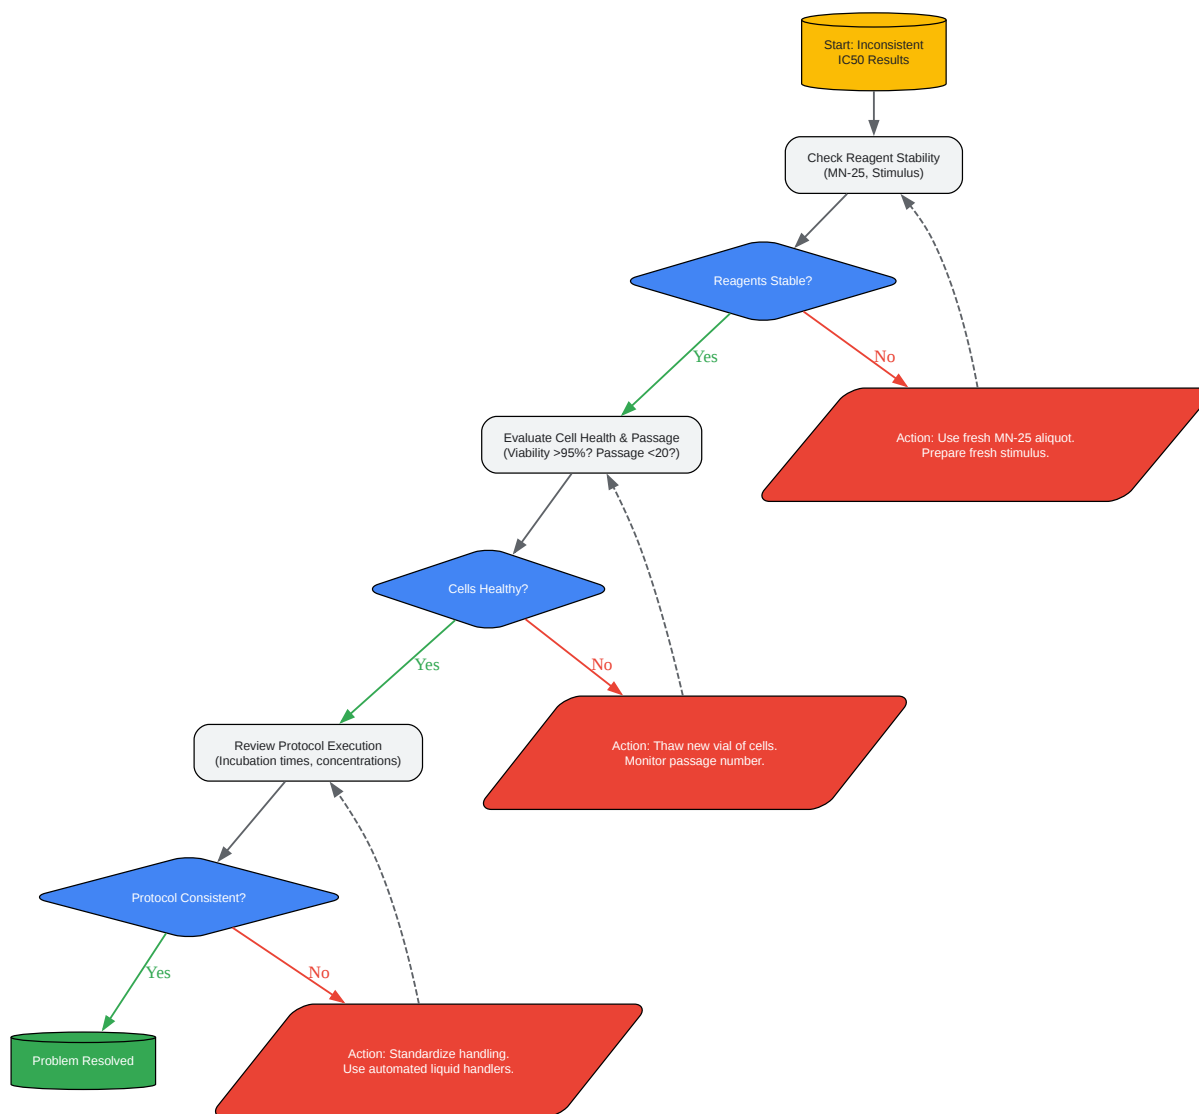 Start: Inconsistent
IC50 Results
Check Reagent Stability
(MN-25, Stimulus)
Reagents Stable?
Yes
No
Action: Use fresh MN-25 aliquot.
Prepare fresh stimulus.
Evaluate Cell Health & Passage
(Viability >95%? Passage <20?)
Cells Healthy?
Yes
No
Action: Thaw new vial of cells.
Monitor passage number.
Review Protocol Execution
(Incubation times, concentrations)
Protocol Consistent?
Yes
No
Action: Standardize handling.
Use automated liquid handlers.
Problem Resolved